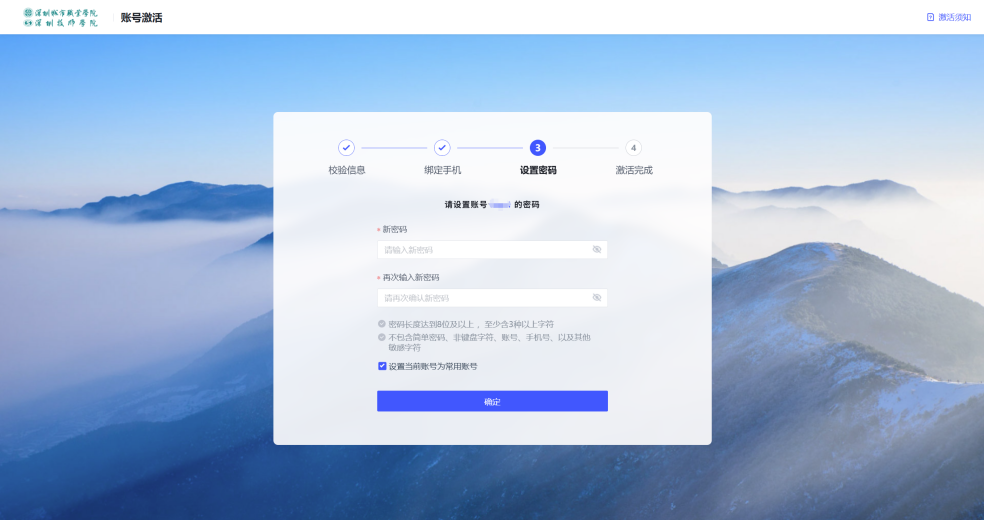 深圳城市职业学院
深圳技师学院
账号激活
激活须知
3
4
校验信息
绑定手机
设置密码
激活完成
请设置账号 的密码
* 新密码
请输入新密码
* 再次输入新密码
请再次确认新密码
密码长度达到8位及以上 ，至少含3种以上字符
不包含简单密码、非键盘字符、账号、手机号、以及其他
敏感字符
设置当前账号为常用账号
确定